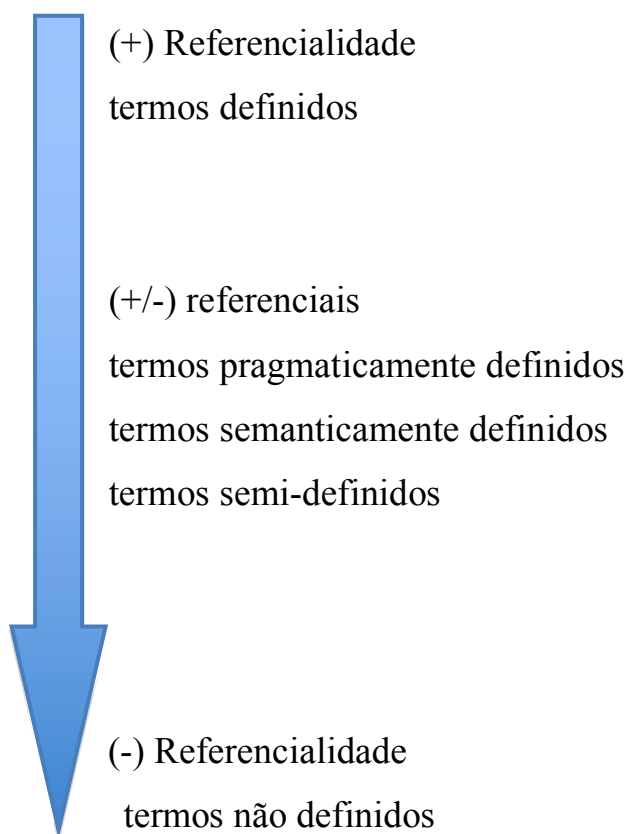 (+) Referencialidade
termos definidos
(+/-) referenciais
termos pragmaticamente definidos
termos semanticamente definidos
termos semi-definidos
(-) Referencialidade
termos não definidos